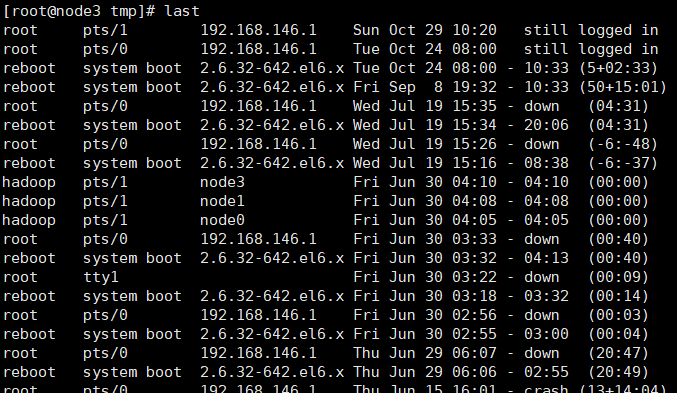 [root@node3 tmp]# last
root     pts/1        192.168.146.1    Sun Oct 29 10:20   still logged in
root     pts/0        192.168.146.1    Tue Oct 24 08:00   still logged in
reboot   system boot  2.6.32-642.el6.x Tue Oct 24 08:00 - 10:33 (5+02:33)
reboot   system boot  2.6.32-642.el6.x Fri Sep  8 19:32 - 10:33 (50+15:01)
root     pts/0        192.168.146.1    Wed Jul 19 15:35 - down   (04:31)
reboot   system boot  2.6.32-642.el6.x Wed Jul 19 15:34 - 20:06  (04:31)
root     pts/0        192.168.146.1    Wed Jul 19 15:26 - down   (-6:-48)
reboot   system boot  2.6.32-642.el6.x Wed Jul 19 15:16 - 08:38  (-6:-37)
hadoop   pts/1        node3            Fri Jun 30 04:10 - 04:10  (00:00)
hadoop   pts/1        node1            Fri Jun 30 04:08 - 04:08  (00:00)
hadoop   pts/1        node0            Fri Jun 30 04:05 - 04:05  (00:00)
root     pts/0        192.168.146.1    Fri Jun 30 03:33 - down   (00:40)
reboot   system boot  2.6.32-642.el6.x Fri Jun 30 03:32 - 04:13  (00:40)
root     tty1                          Fri Jun 30 03:22 - down   (00:09)
reboot   system boot  2.6.32-642.el6.x Fri Jun 30 03:18 - 03:32  (00:14)
root     pts/0        192.168.146.1    Fri Jun 30 02:56 - down   (00:03)
reboot   system boot  2.6.32-642.el6.x Fri Jun 30 02:55 - 03:00  (00:04)
root     pts/0        192.168.146.1    Thu Jun 29 06:07 - down   (20:47)
reboot   system boot  2.6.32-642.el6.x Thu Jun 29 06:06 - 02:55  (20:49)
root     pts/0        192.168.146.1    Thu Jun 15 16:01 - crash (13+14:04)